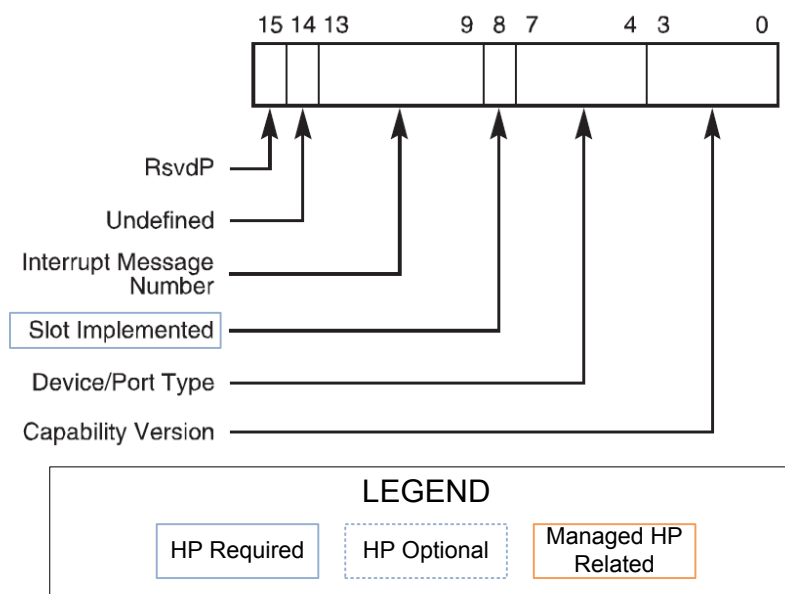 15 14 13 9 8 7 4 3 0
RsvdP
Undefined
Interrupt Message
Number
Slot Implemented
Device/Port Type
Capability Version
LEGEND
HP Required
HP Optional
Managed HP
Related